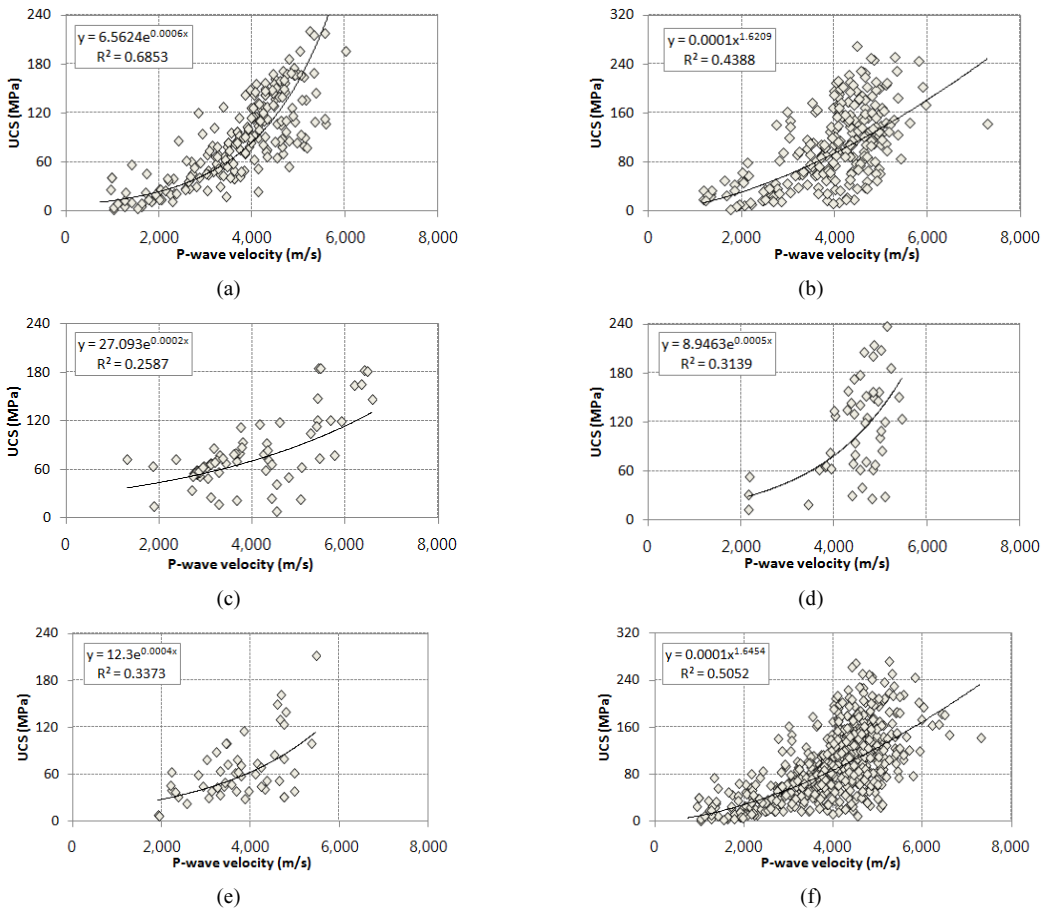 240
180
120
60
0
UCS (MPa)
y = 6.5624e^0.0006x
R² = 0.6853
0 2,000 4,000 6,000 8,000
P-wave velocity (m/s)
(a)
320
240
160
80
0
UCS (MPa)
y = 0.0001x^1.6209
R² = 0.4388
0 2,000 4,000 6,000 8,000
P-wave velocity (m/s)
(b)
240
180
120
60
0
UCS (MPa)
y = 27.093e^0.0002x
R² = 0.2587
0 2,000 4,000 6,000 8,000
P-wave velocity (m/s)
(c)
240
180
120
60
0
UCS (MPa)
y = 8.9463e^0.0005x
R² = 0.3139
0 2,000 4,000 6,000 8,000
P-wave velocity (m/s)
(d)
240
180
120
60
0
UCS (MPa)
y = 12.3e^0.0004x
R² = 0.3373
0 2,000 4,000 6,000 8,000
P-wave velocity (m/s)
(e)
320
240
160
80
0
UCS (MPa)
y = 0.0001x^1.6454
R² = 0.5052
0 2,000 4,000 6,000 8,000
P-wave velocity (m/s)
(f)